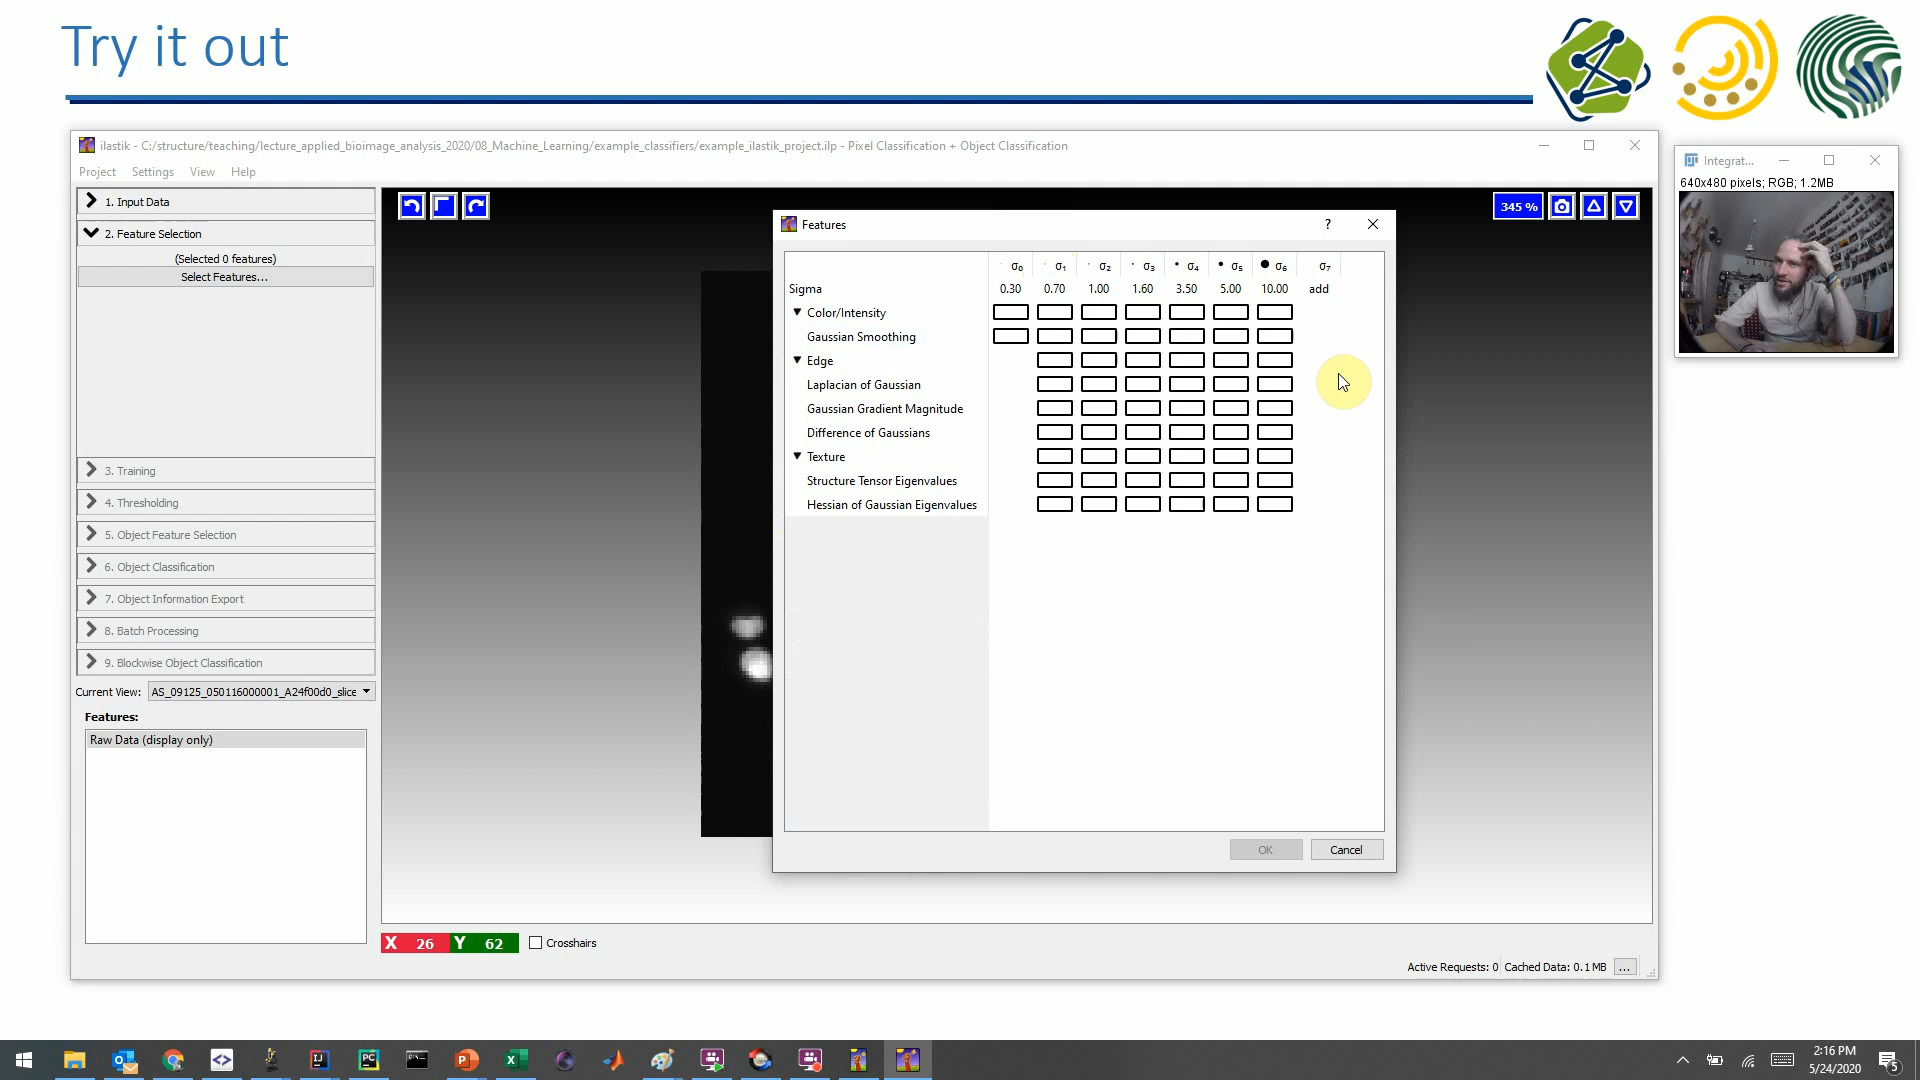 Try it out
ilastik - C:/structure/teaching/lecture_applied_bioimage_analysis_2020/08_Machine_Learning/example_classifiers/example_ilastik_project.ilp - Pixel Classification + Object Classification
Project Settings View Help
Integrat...
640x480 pixels; RGB; 1.2MB
1. Input Data
2. Feature Selection
(Selected 0 features)
Select Features...
3. Training
4. Thresholding
5. Object Feature Selection
6. Object Classification
7. Object Information Export
8. Batch Processing
9. Blockwise Object Classification
Current View: AS_09125_050116000001_A24f00d0_slice
Features:
Raw Data (display only)
345 %
Features
?
σ₀ σ₁ σ₂ σ₃ σ₄ σ₅ σ₆ σ₇
Sigma 0.30 0.70 1.00 1.60 3.50 5.00 10.00 add
Color/Intensity
Gaussian Smoothing
Edge
Laplacian of Gaussian
Gaussian Gradient Magnitude
Difference of Gaussians
Texture
Structure Tensor Eigenvalues
Hessian of Gaussian Eigenvalues
OK Cancel
X 26 Y 62 Crosshairs
Active Requests: 0 Cached Data: 0.1 MB ...
IJ PC
2:16 PM
5/24/2020
5